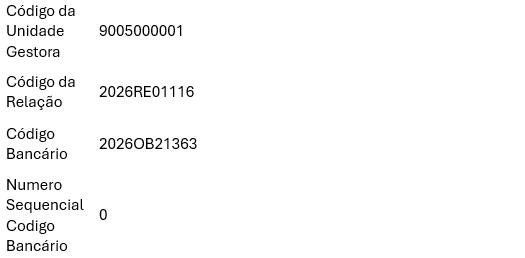 Código da
Unidade
Gestora
9005000001
Código da
Relação
2026RE01116
Código
Bancário
2026OB21363
Numero
Sequencial
Codigo
Bancário
0